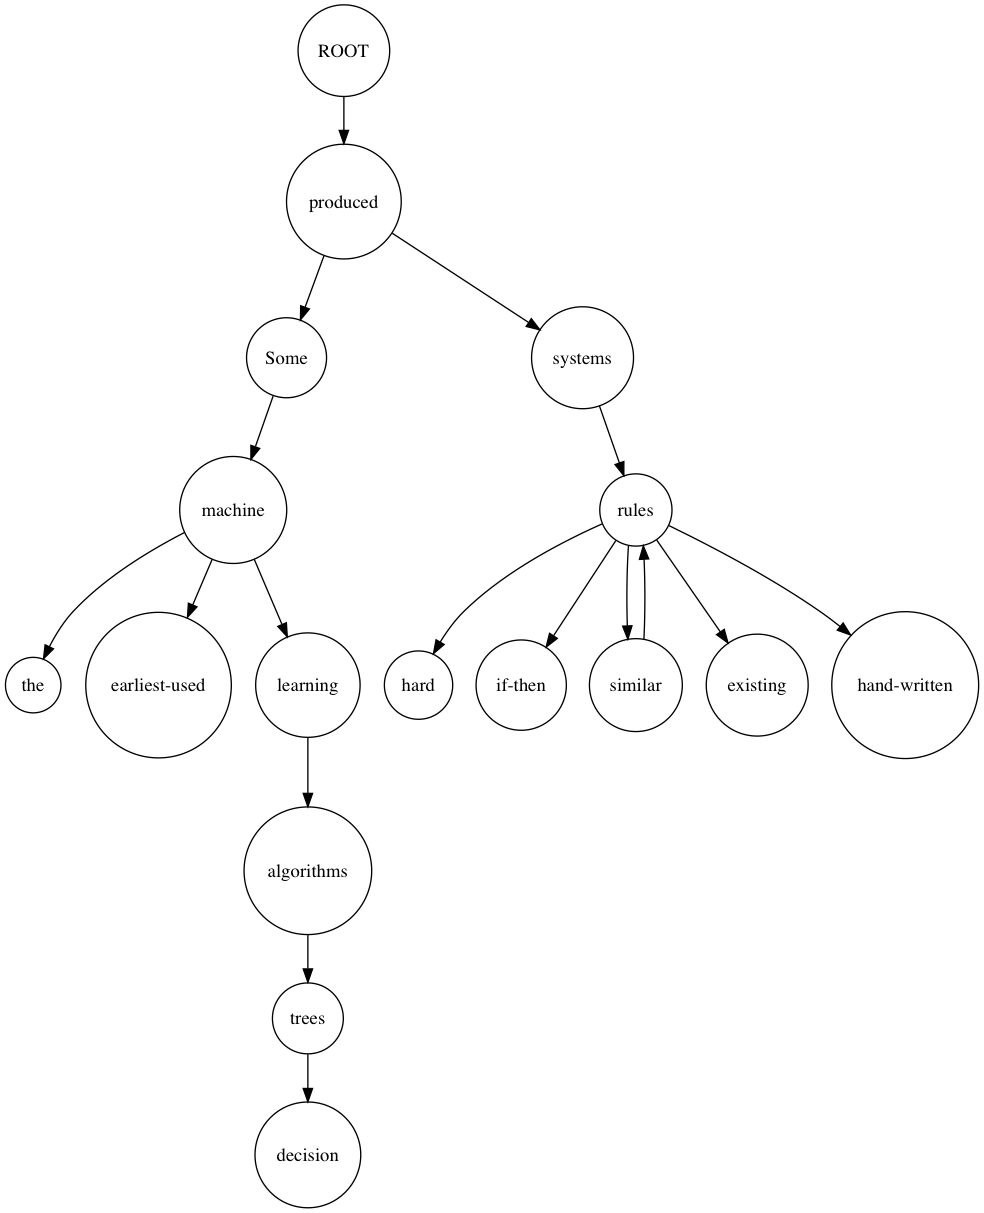 ROOT
produced
Some
systems
machine
rules
the
earliest-used
learning
hard
if-then
similar
existing
hand-written
algorithms
trees
decision